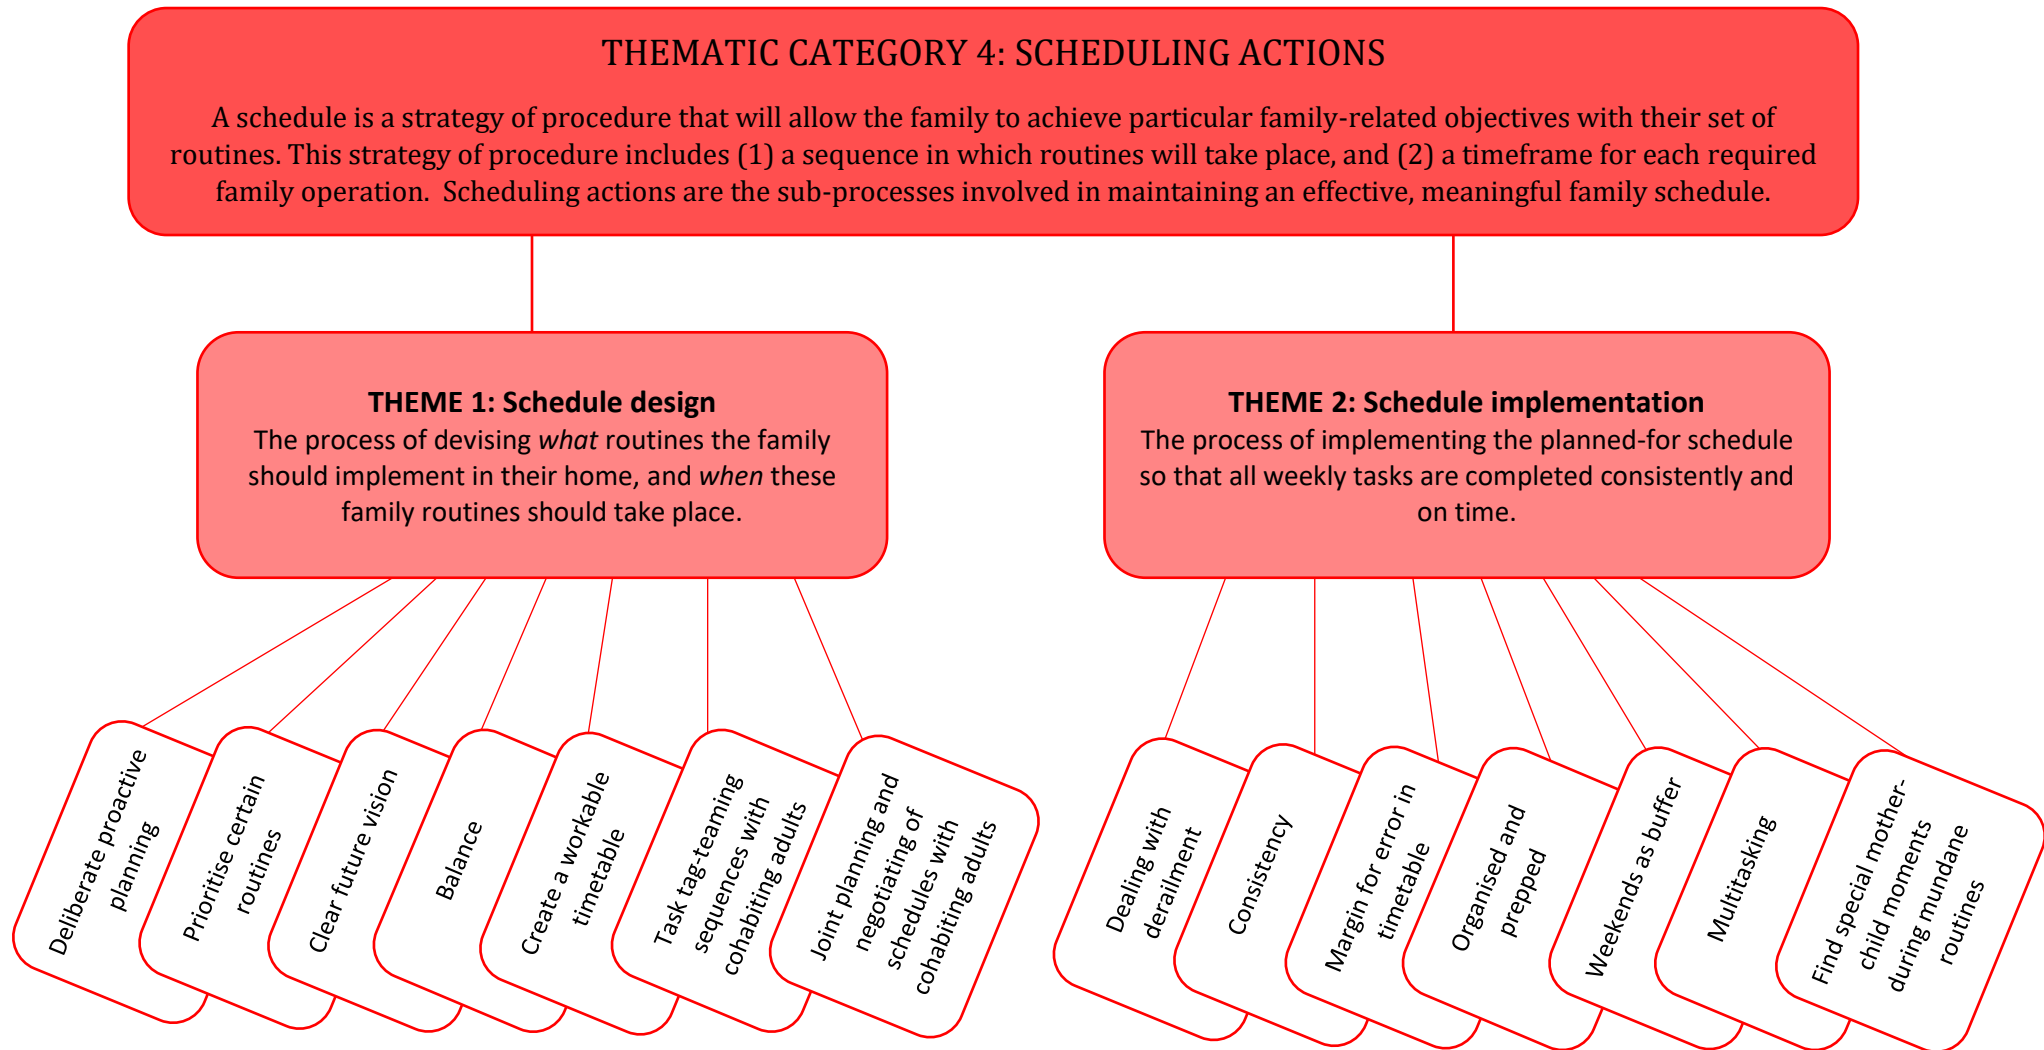 THEMATIC CATEGORY 4: SCHEDULING ACTIONS
A schedule is a strategy of procedure that will allow the family to achieve particular family-related objectives with their set of
routines. This strategy of procedure includes (1) a sequence in which routines will take place, and (2) a timeframe for each required
family operation.  Scheduling actions are the sub-processes involved in maintaining an effective, meaningful family schedule.
THEME 1: Schedule design
The process of devising what routines the family
should implement in their home, and when these
family routines should take place.
THEME 2: Schedule implementation
The process of implementing the planned-for schedule
so that all weekly tasks are completed consistently and
on time.
Deliberate proactive
planning
Prioritise certain
routines
Clear future vision
Balance
Create a workable
timetable
Task tag-teaming
sequences with
cohabiting adults
Joint planning and
negotiating of
schedules with
cohabiting adults
Dealing with
derailment
Consistency
Margin for error in
timetable
Organised and
prepped
Weekends as buffer
Multitasking
Find special mother-
child moments
during mundane
routines